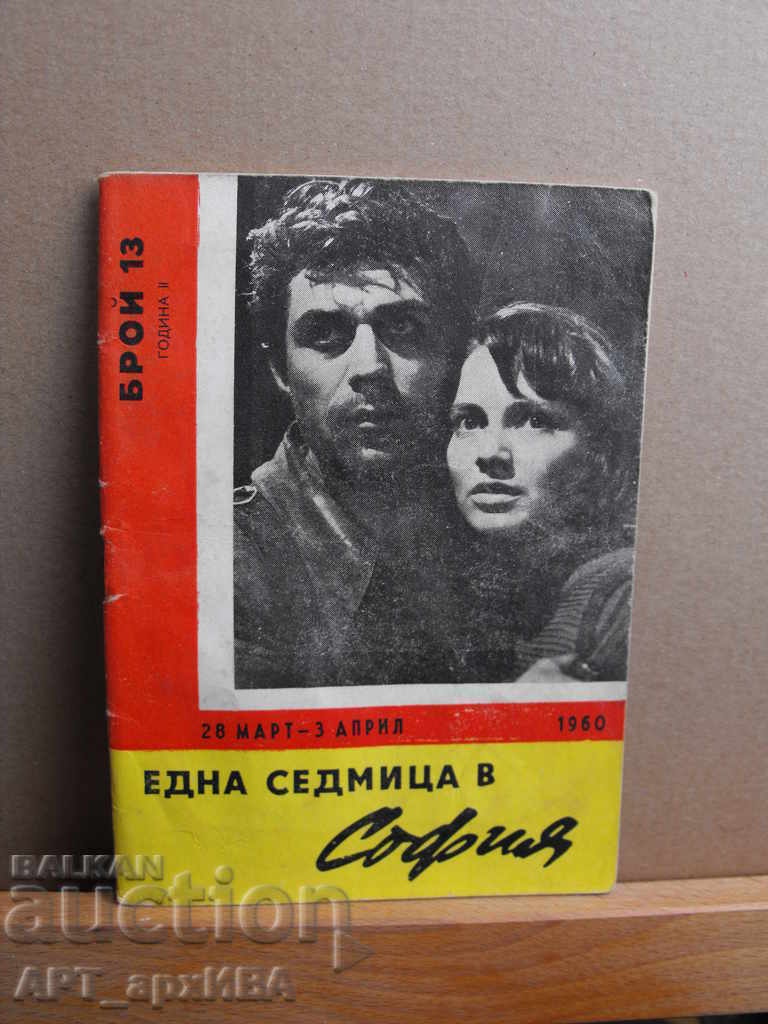 БРОЙ 13
ГОДИНА II
28 МАРТ–3 АПРИЛ 1960
ЕДНА СЕДМИЦА В
София
BALKAN
auction
АРТ_архИВА